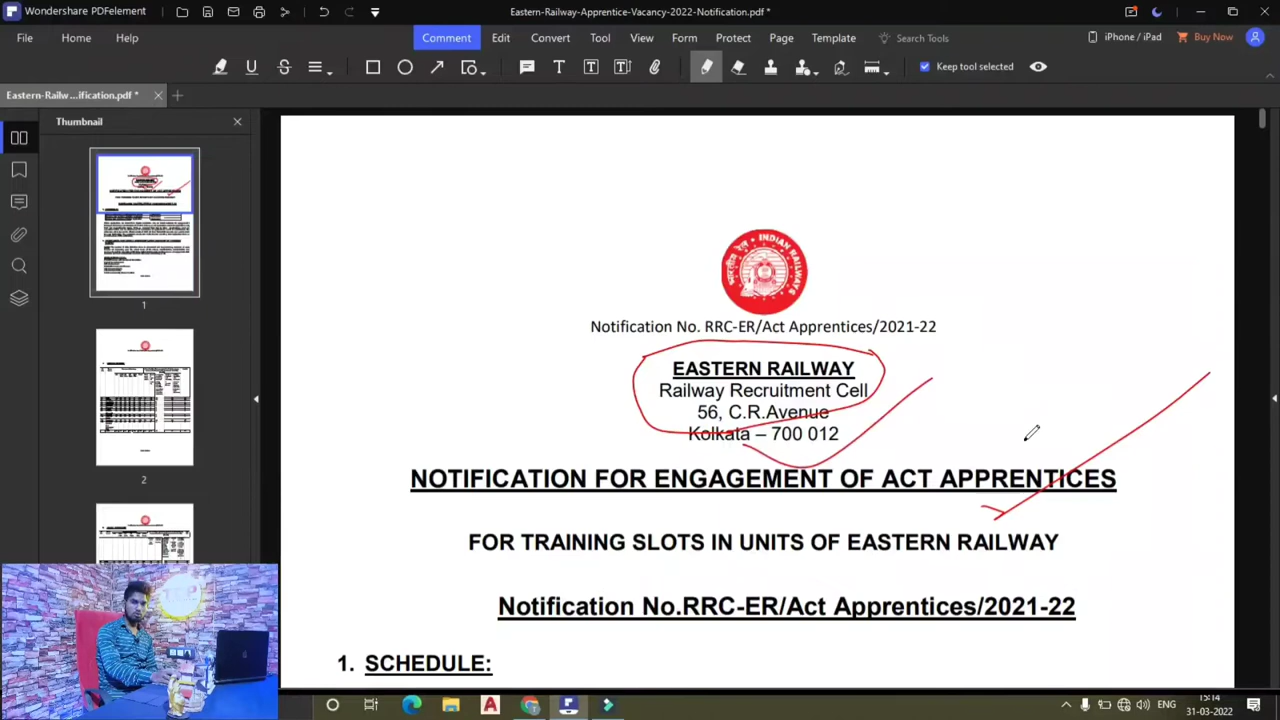 Wondershare PDFelement
Eastern-Railway-Apprentice-Vacancy-2022-Notification.pdf *
File Home Help Comment Edit Convert Tool View Form Protect Page Template Search Tools iPhone / iPad Buy Now
Keep tool selected
Eastern-Railw...ification.pdf *
Thumbnail
1
2
भारतीय रेल INDIAN RAILWAYS
Notification No. RRC-ER/Act Apprentices/2021-22
EASTERN RAILWAY
Railway Recruitment Cell
56, C.R.Avenue
Kolkata – 700 012
NOTIFICATION FOR ENGAGEMENT OF ACT APPRENTICES
FOR TRAINING SLOTS IN UNITS OF EASTERN RAILWAY
Notification No.RRC-ER/Act Apprentices/2021-22
1. SCHEDULE:
ENG
15:14
31-03-2022